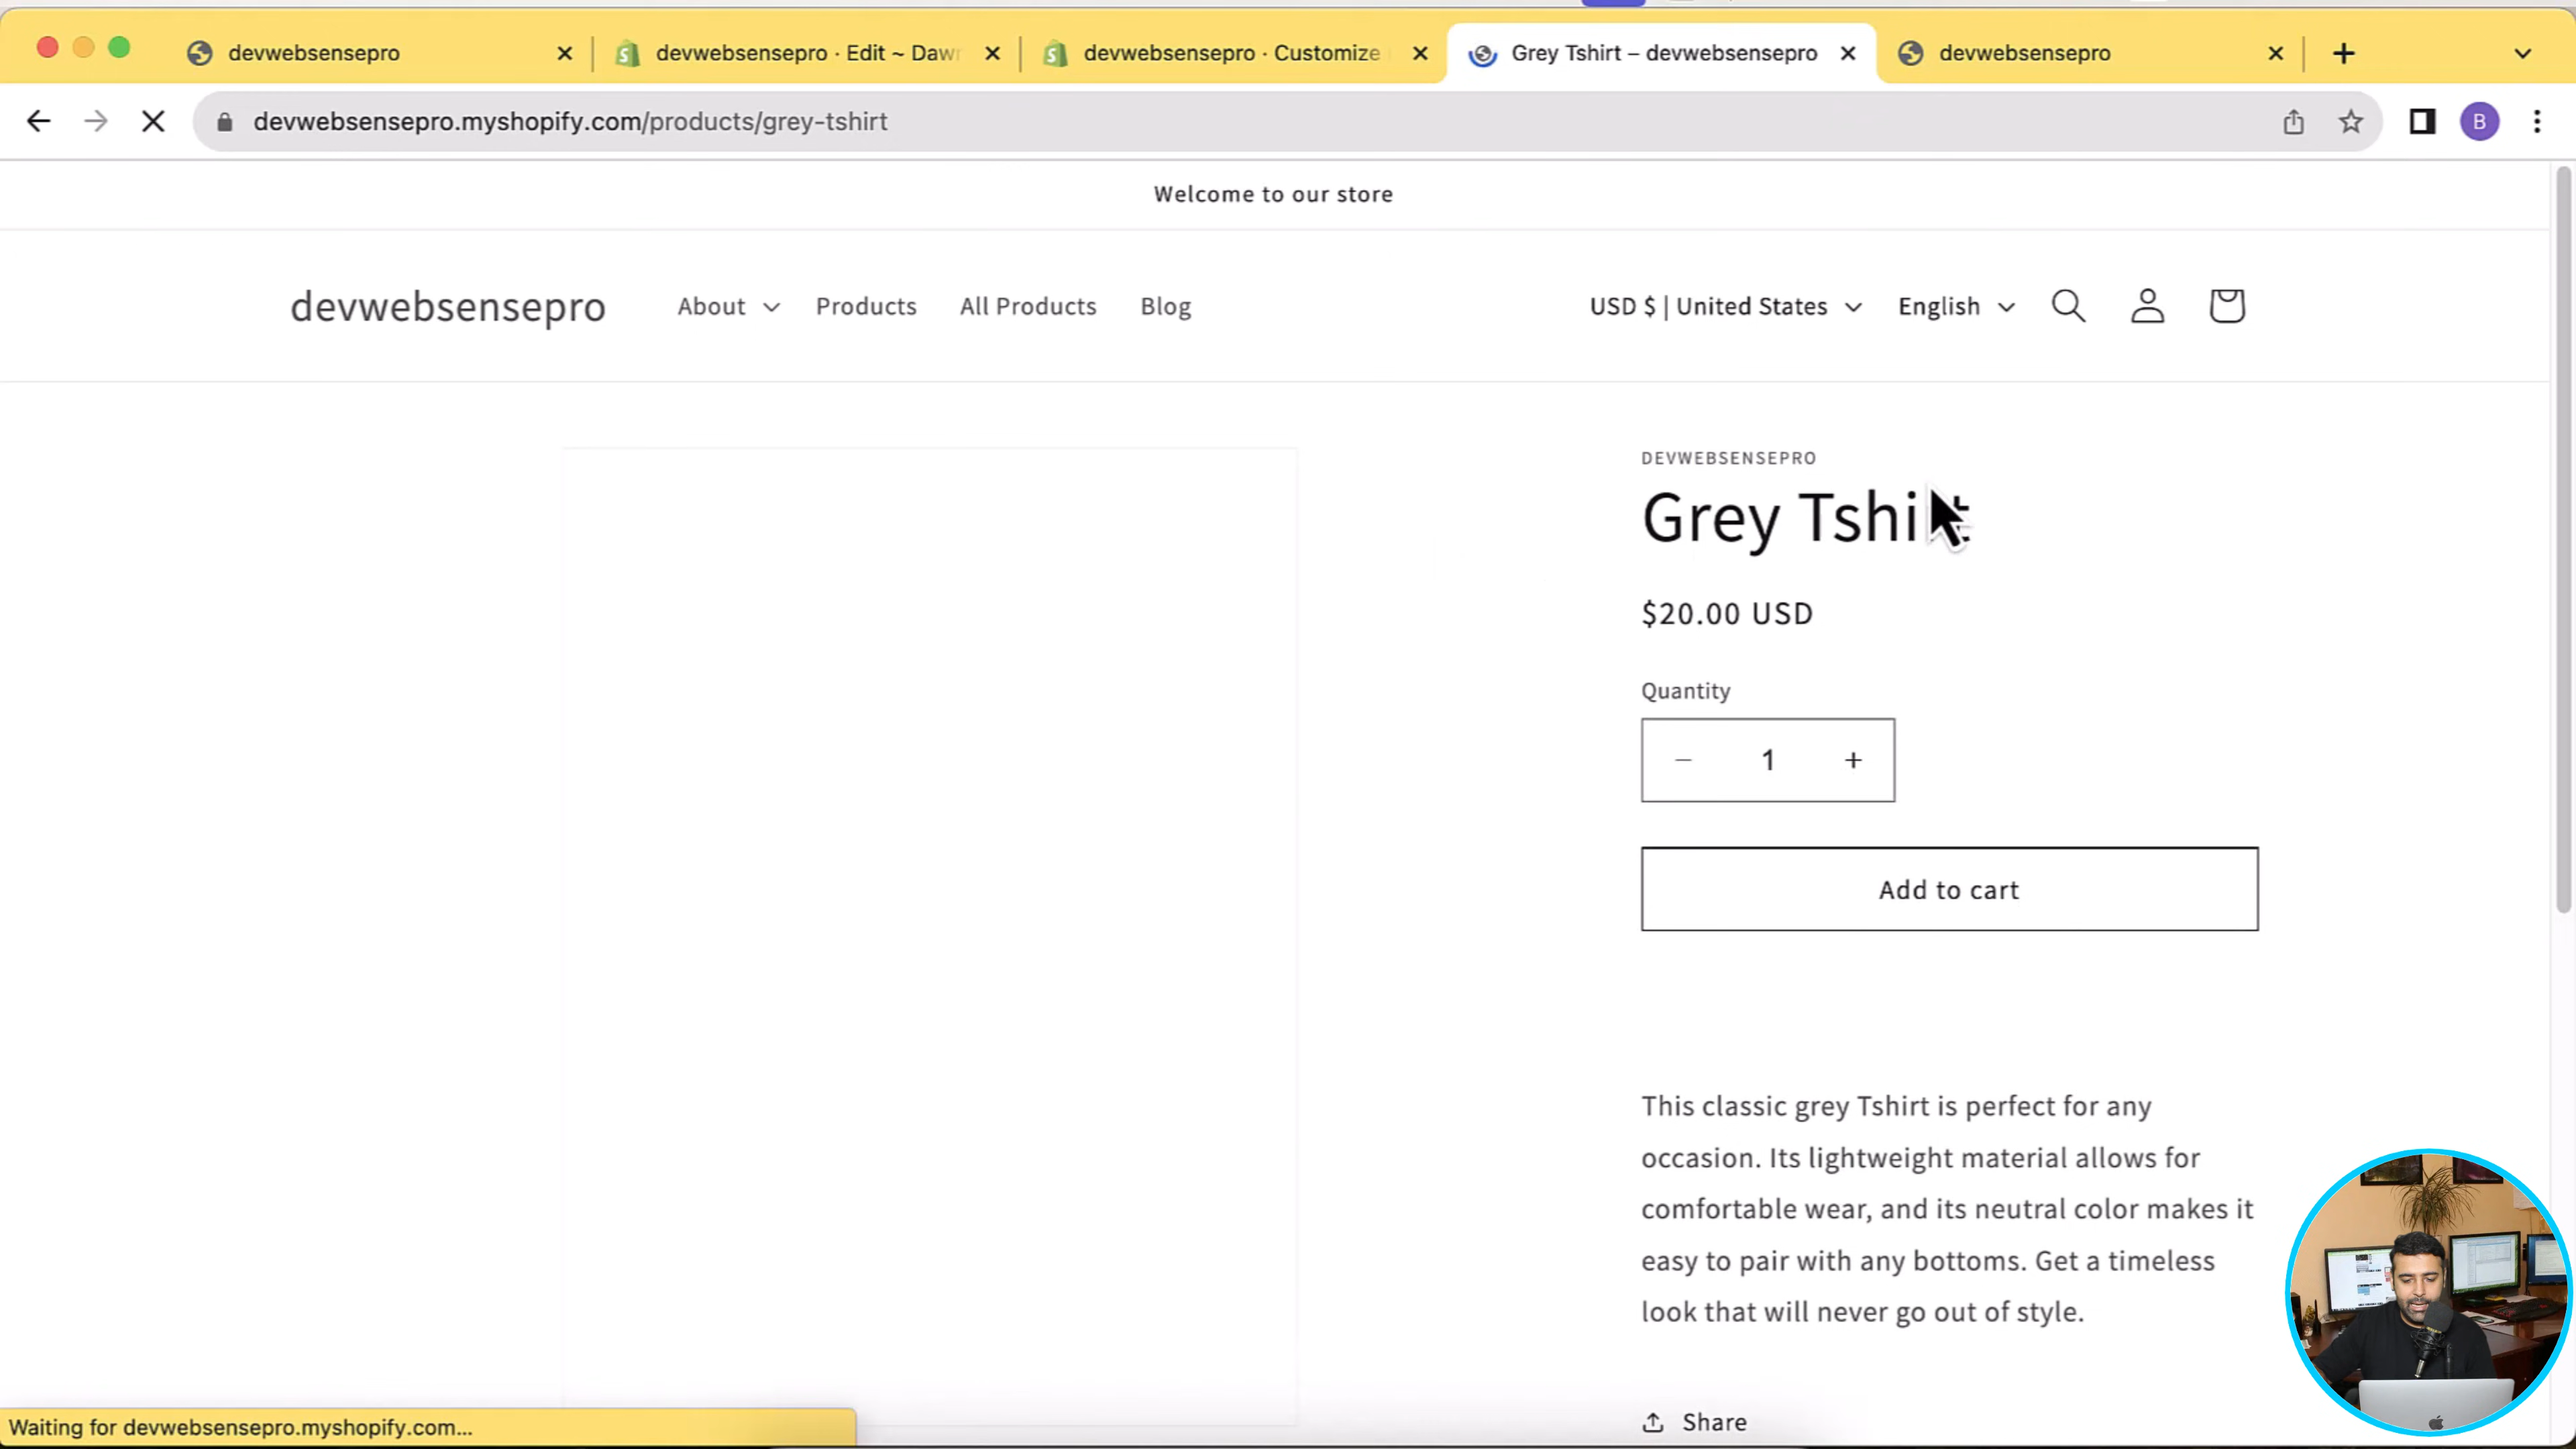 devwebsensepro
devwebsensepro · Edit ~ Dawn
devwebsensepro · Customize
Grey Tshirt – devwebsensepro
devwebsensepro
devwebsensepro.myshopify.com/products/grey-tshirt
B
Welcome to our store
devwebsensepro
About
Products
All Products
Blog
USD $ | United States
English
DEVWEBSENSEPRO
Grey Tshirt
$20.00 USD
Quantity
− 1 +
Add to cart
This classic grey Tshirt is perfect for any
occasion. Its lightweight material allows for
comfortable wear, and its neutral color makes it
easy to pair with any bottoms. Get a timeless
look that will never go out of style.
Share
Waiting for devwebsensepro.myshopify.com...